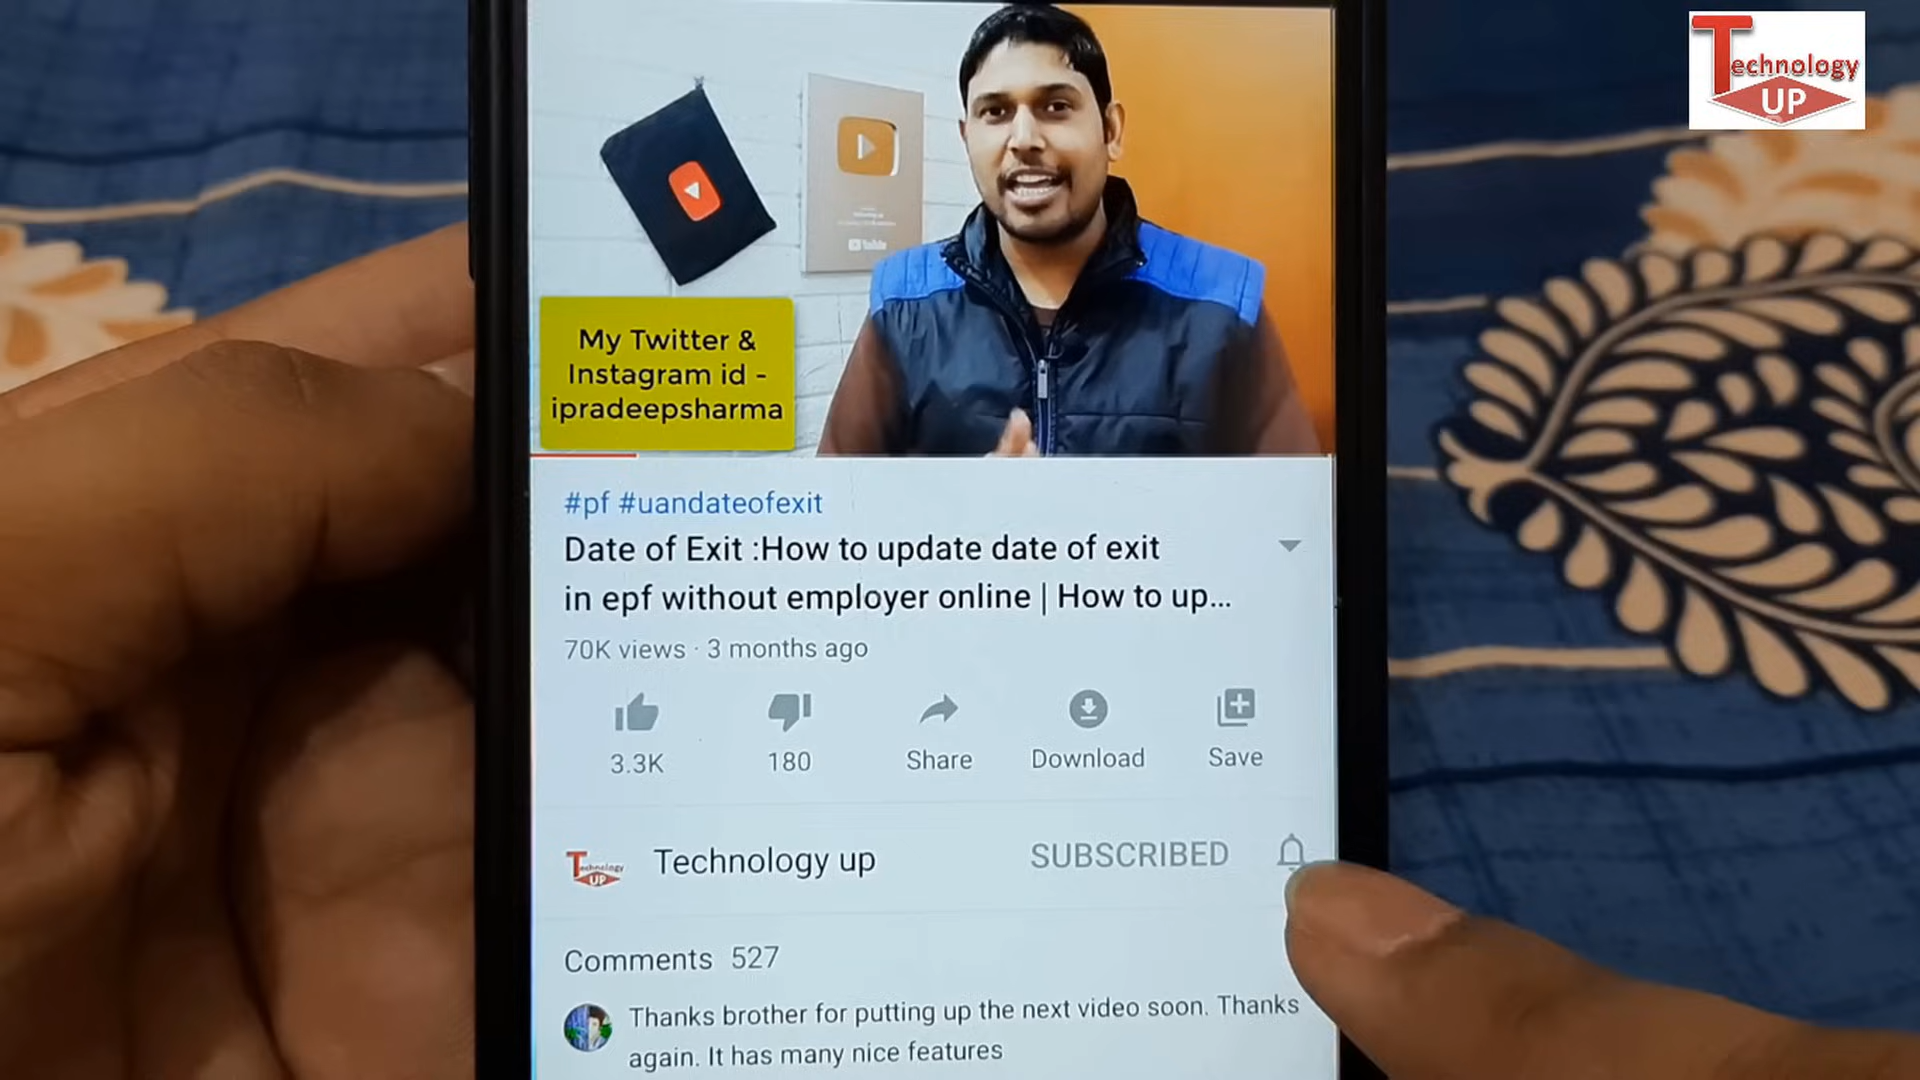 Technology
UP
YouTube
My Twitter &
Instagram id -
ipradeepsharma
#pf #uandateofexit
Date of Exit :How to update date of exit
in epf without employer online | How to up...
70K views · 3 months ago
3.3K
180
Share
Download
Save
Technology
UP
Technology up
SUBSCRIBED
Comments 527
Thanks brother for putting up the next video soon. Thanks
again. It has many nice features